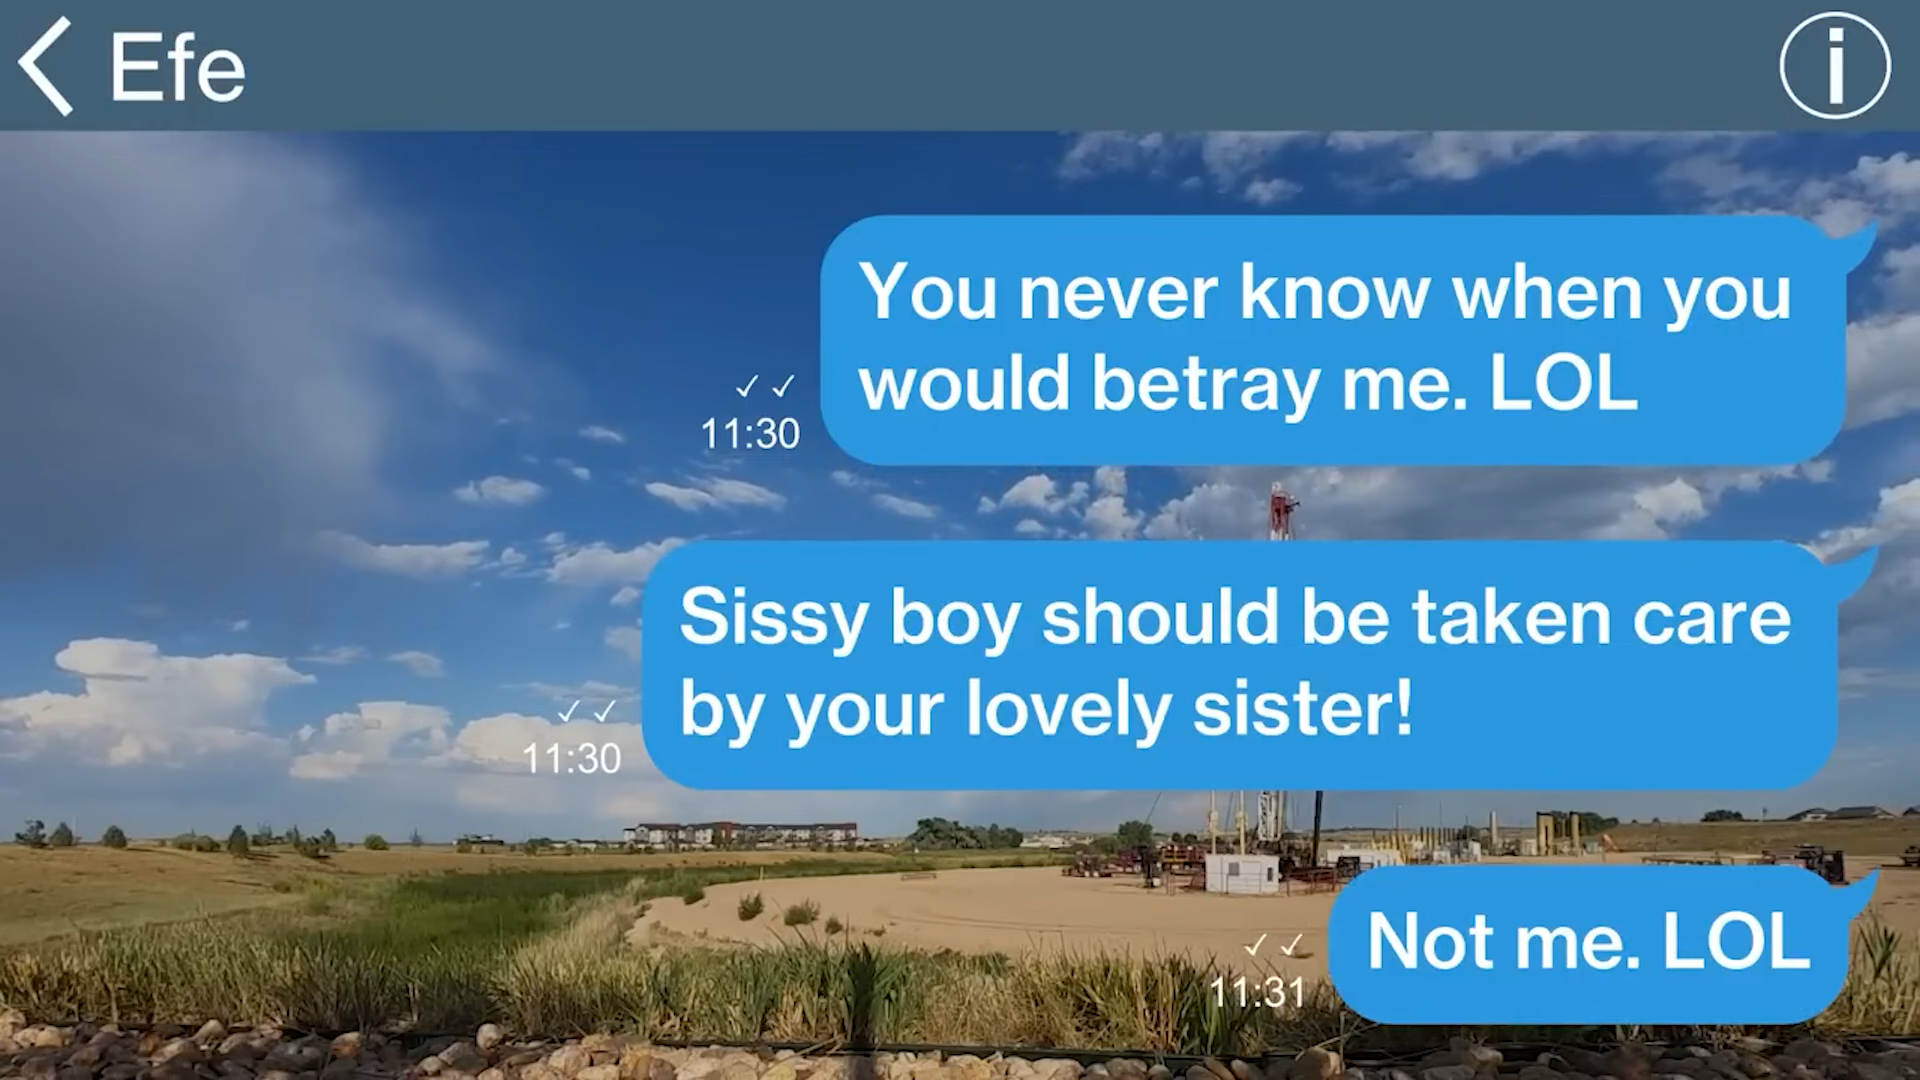 Efe
You never know when you
would betray me. LOL
✓✓
11:30
Sissy boy should be taken care
by your lovely sister!
✓✓
11:30
Not me. LOL
✓✓
11:31